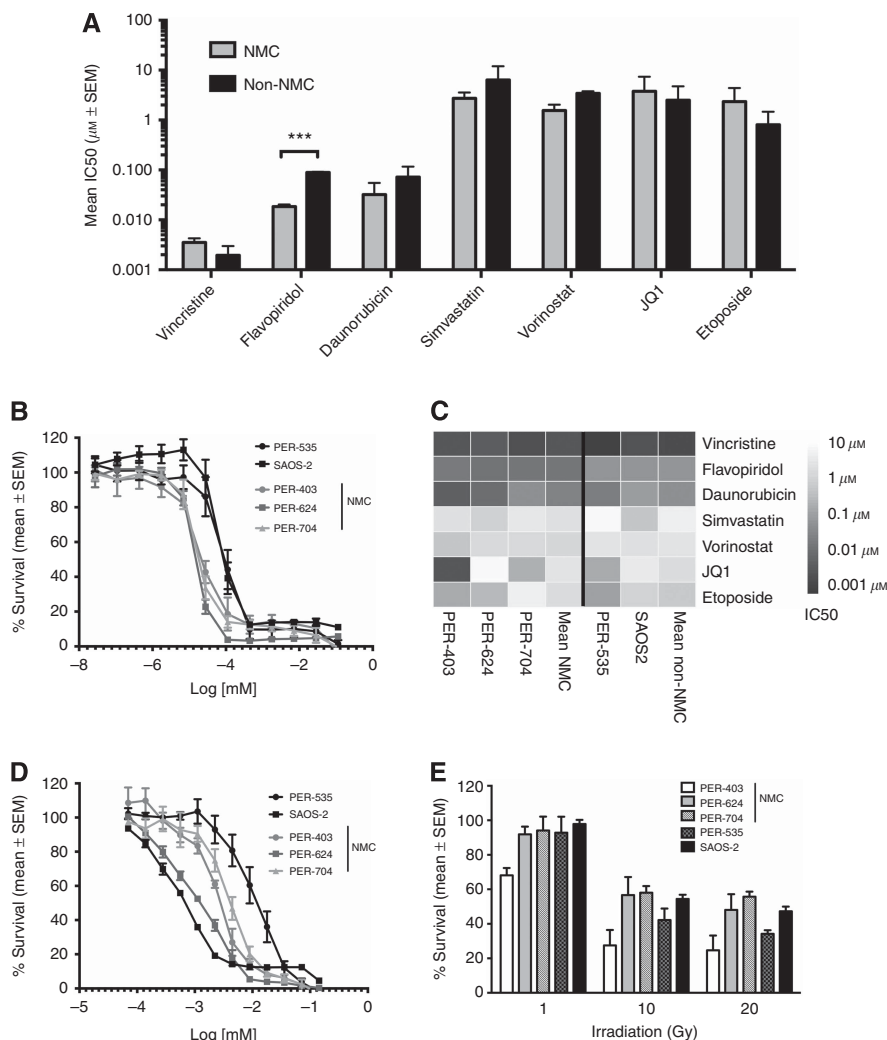 A
Mean IC50 (μM ± SEM)
100
10
1
0.100
0.010
0.001
NMC
Non-NMC
***
Vincristine
Flavopiridol
Daunorubicin
Simvastatin
Vorinostat
JQ1
Etoposide
B
% Survival (mean ± SEM)
120
100
80
60
40
20
0
−8 −6 −4 −2 0
Log [mM]
PER-535
SAOS-2
PER-403
PER-624
PER-704
NMC
C
Vincristine
Flavopiridol
Daunorubicin
Simvastatin
Vorinostat
JQ1
Etoposide
PER-403
PER-624
PER-704
Mean NMC
PER-535
SAOS2
Mean non-NMC
10 μM
1 μM
0.1 μM
0.01 μM
0.001 μM
IC50
D
% Survival (mean ± SEM)
120
100
80
60
40
20
0
−5 −4 −3 −2 −1 0
Log [mM]
PER-535
SAOS-2
PER-403
PER-624
PER-704
NMC
E
% Survival (mean ± SEM)
120
100
80
60
40
20
0
1 10 20
Irradiation (Gy)
PER-403
PER-624
PER-704
PER-535
SAOS-2
NMC